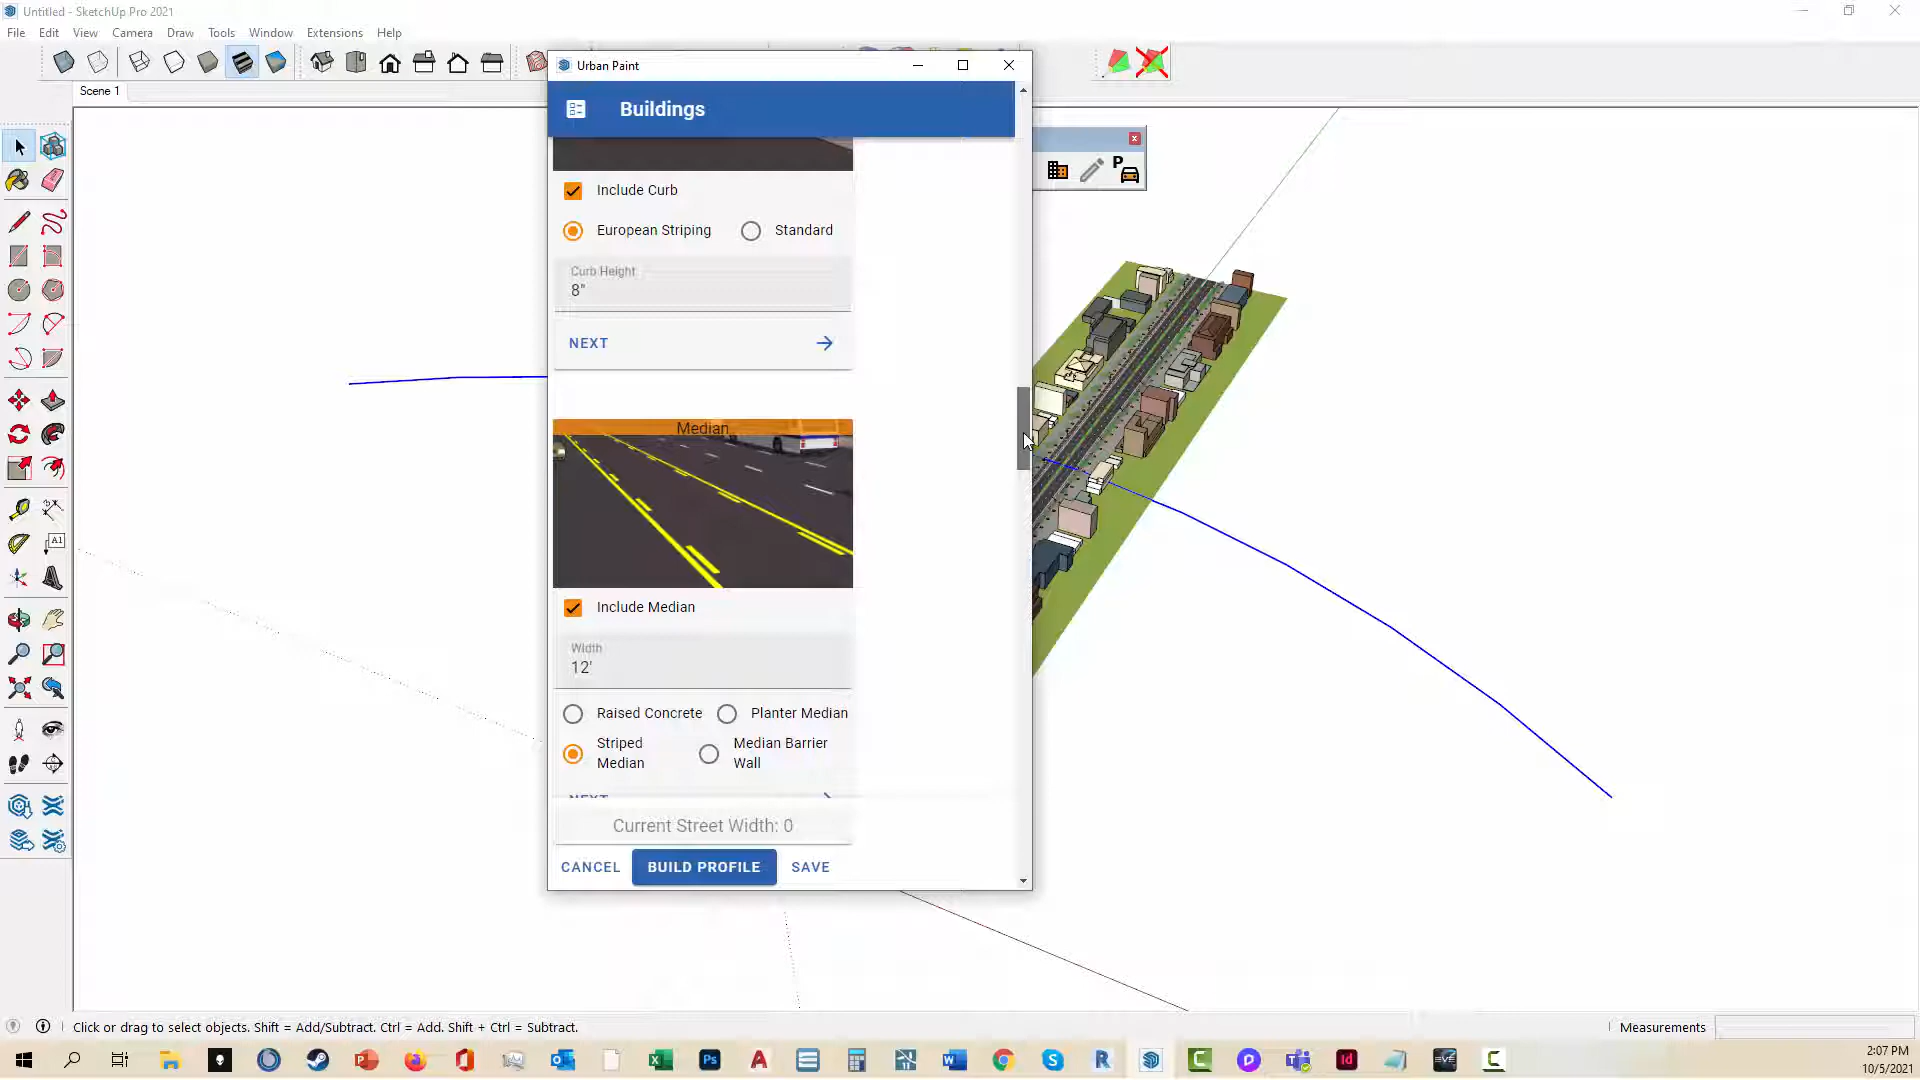 Untitled - SketchUp Pro 2021
File Edit View Camera Draw Tools Window Extensions Help
Scene 1
Urban Paint
Buildings
P
Include Curb
European Striping Standard
Curb Height
8"
NEXT
Median
Include Median
Width
12'
Raised Concrete Planter Median
Striped Median Median Barrier Wall
NEXT
Current Street Width: 0
CANCEL BUILD PROFILE SAVE
A1
Click or drag to select objects. Shift = Add/Subtract. Ctrl = Add. Shift + Ctrl = Subtract.
Measurements
2:07 PM
10/5/2021